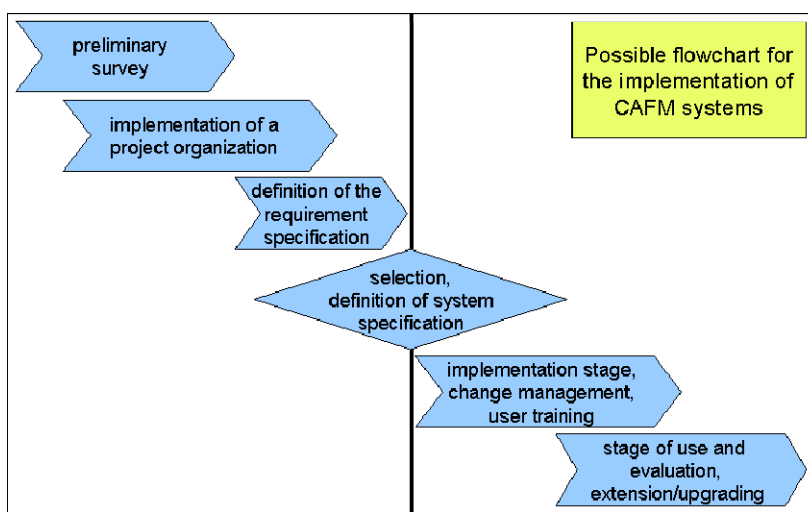 preliminary
survey
Possible flowchart for
the implementation of
CAFM systems
implementation of a
project organization
definition of the
requirement
specification
selection,
definition of system
specification
implementation stage,
change management,
user training
stage of use and
evaluation,
extension/upgrading